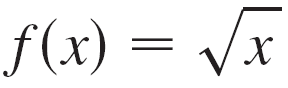 f(x) = √x